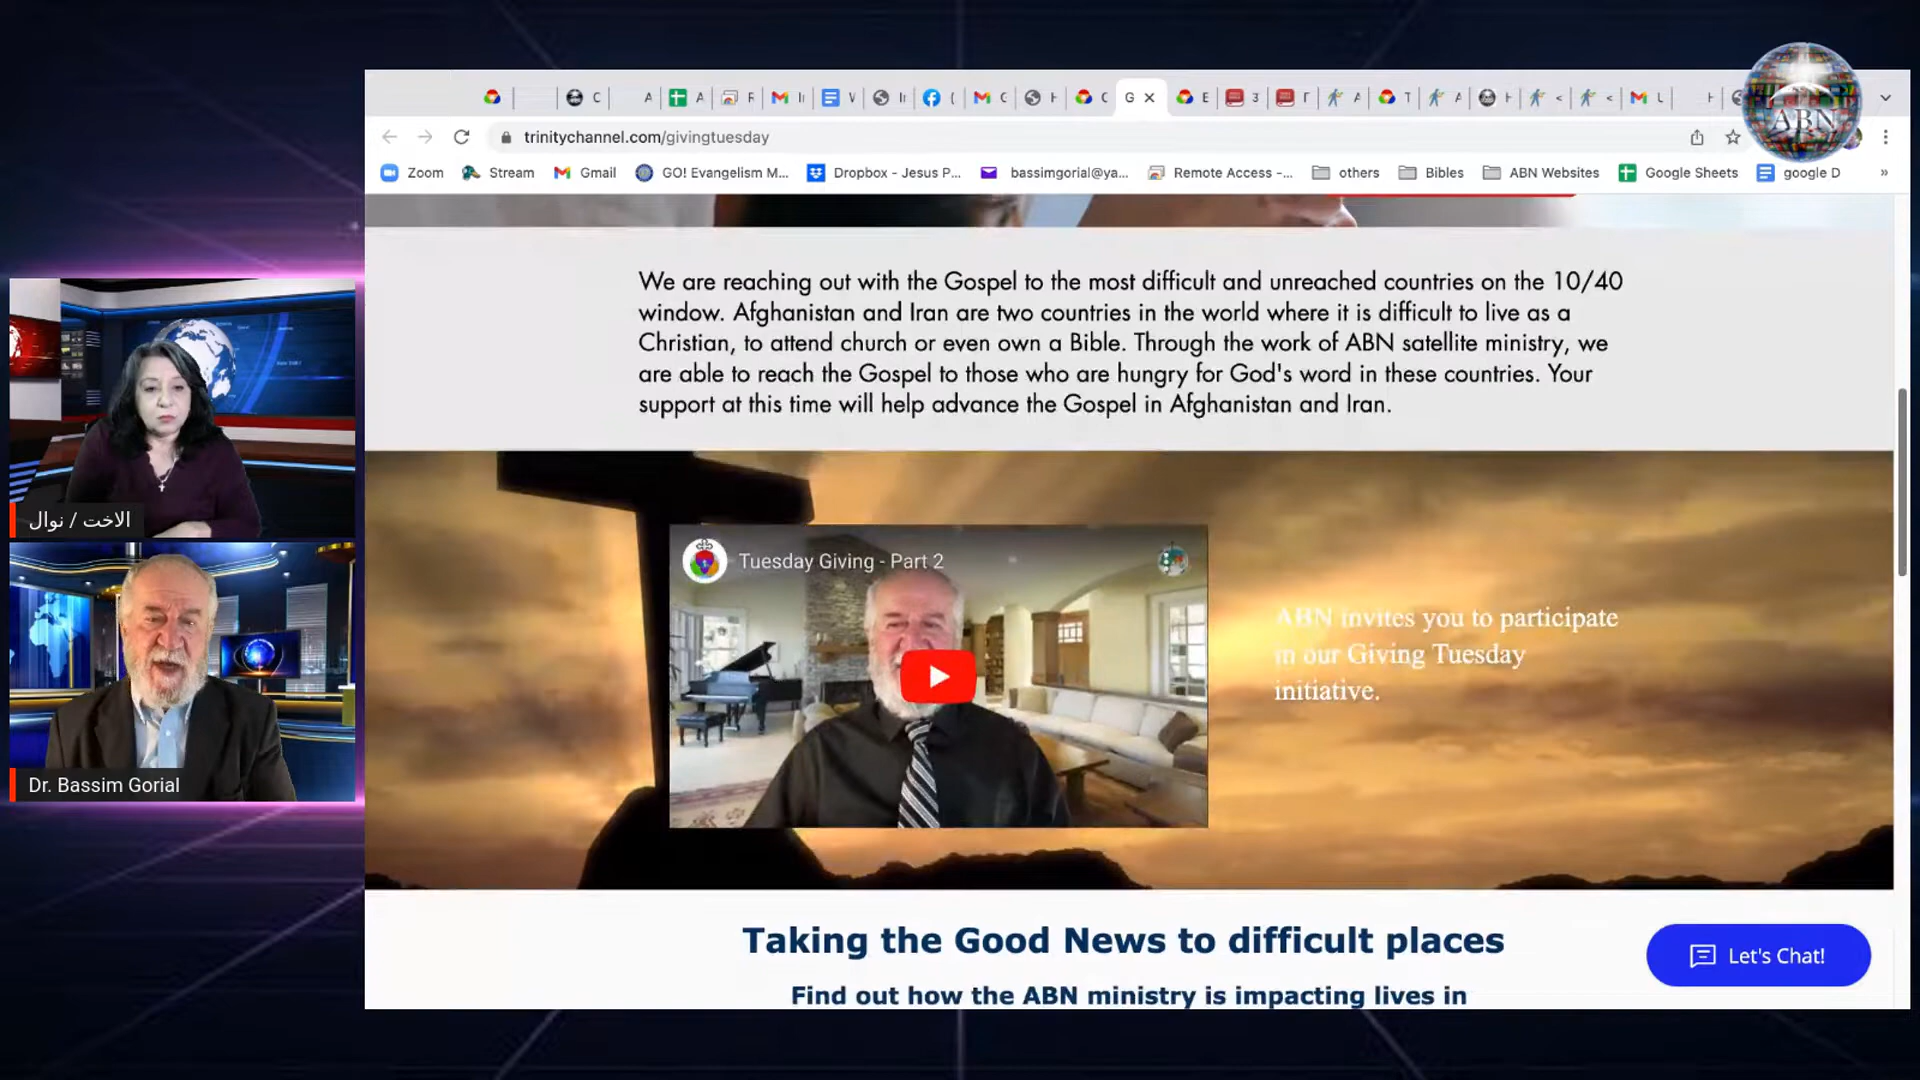 ABN
G
trinitychannel.com/givingtuesday
Zoom
Stream
Gmail
GO! Evangelism M...
Dropbox - Jesus P...
bassimgorial@ya...
Remote Access -...
others
Bibles
ABN Websites
Google Sheets
google D
»
We are reaching out with the Gospel to the most difficult and unreached countries on the 10/40
window. Afghanistan and Iran are two countries in the world where it is difficult to live as a
Christian, to attend church or even own a Bible. Through the work of ABN satellite ministry, we
are able to reach the Gospel to those who are hungry for God's word in these countries. Your
support at this time will help advance the Gospel in Afghanistan and Iran.
Tuesday Giving - Part 2
ABN invites you to participate
in our Giving Tuesday
initiative.
الاخت / نوال
Dr. Bassim Gorial
Taking the Good News to difficult places
Let's Chat!
Find out how the ABN ministry is impacting lives in